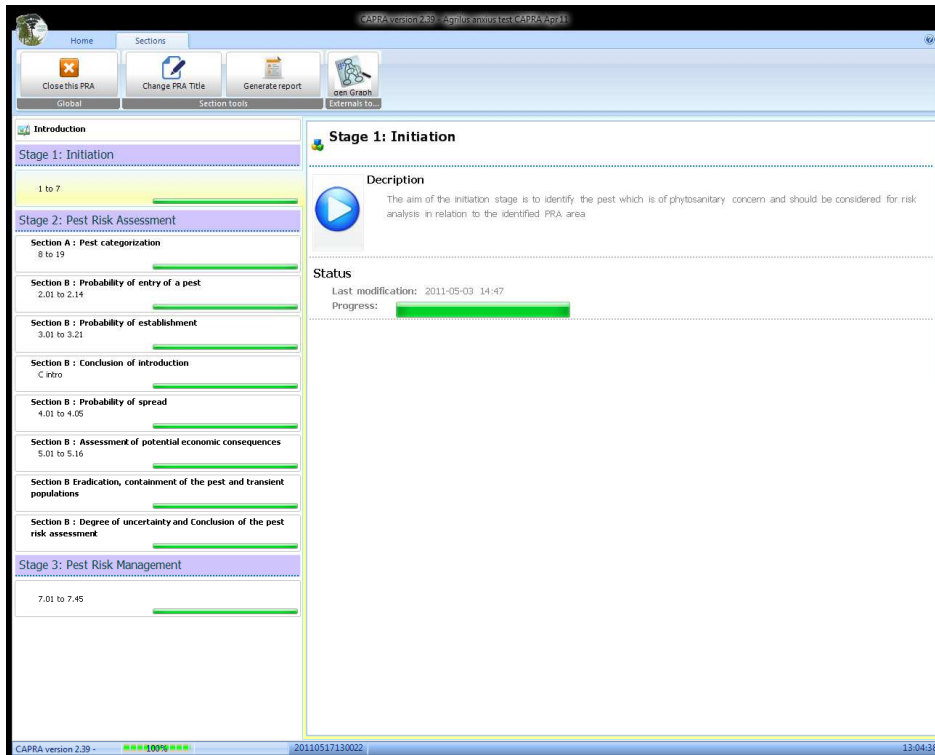 CAPRA version 2.39 - Agrilus anxius test CAPRA Apr11
Home Sections
Close this PRA Change PRA Title Generate report gen Graph
Global Section tools Externals to...
Introduction
Stage 1: Initiation
1 to 7
Stage 2: Pest Risk Assessment
Section A : Pest categorization
8 to 19
Section B : Probability of entry of a pest
2.01 to 2.14
Section B : Probability of establishment
3.01 to 3.21
Section B : Conclusion of introduction
C intro
Section B : Probability of spread
4.01 to 4.05
Section B : Assessment of potential economic consequences
5.01 to 5.16
Section B Eradication, containment of the pest and transient
populations
Section B : Degree of uncertainty and Conclusion of the pest
risk assessment
Stage 3: Pest Risk Management
7.01 to 7.45
Stage 1: Initiation
Decription
The aim of the initiation stage is to identify the pest which is of phytosanitary concern and should be considered for risk
analysis in relation to the identified PRA area
Status
Last modification: 2011-05-03 14:47
Progress:
CAPRA version 2.39 - 100% 20110517130022 13:04:38